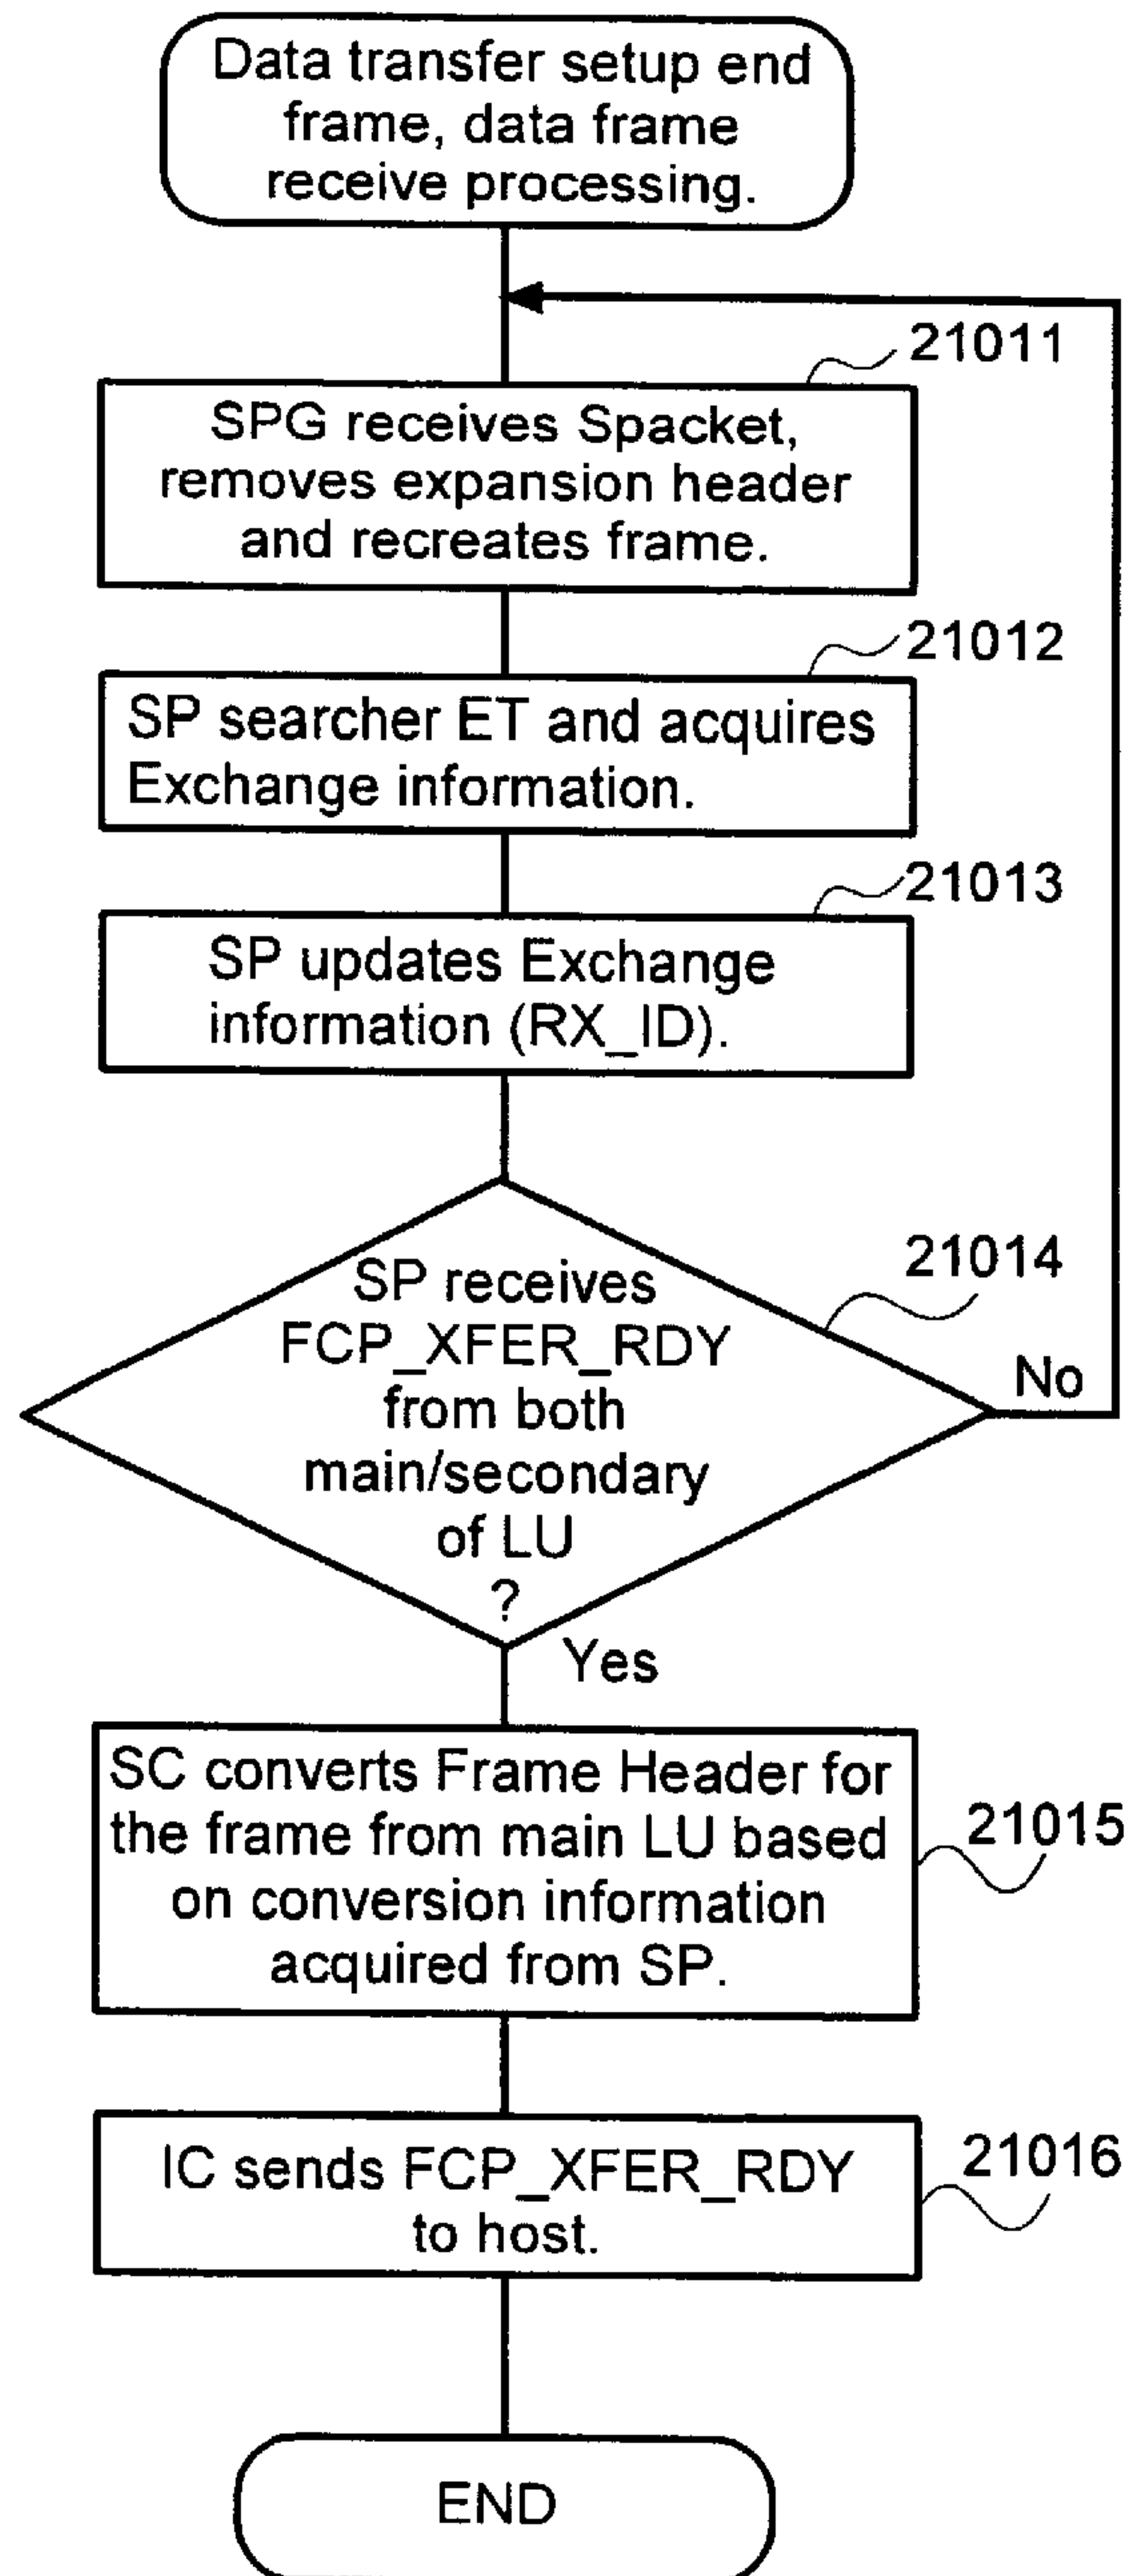 Data transfer setup end
frame, data frame
receive processing.
21011
SPG receives Spacket,
removes expansion header
and recreates frame.
21012
SP searcher ET and acquires
Exchange information.
21013
SP updates Exchange
information (RX_ID).
21014
SP receives
FCP_XFER_RDY
from both
main/secondary
of LU
?
No
Yes
SC converts Frame Header for
the frame from main LU based
on conversion information
acquired from SP.
21015
IC sends FCP_XFER_RDY
to host.
21016
END